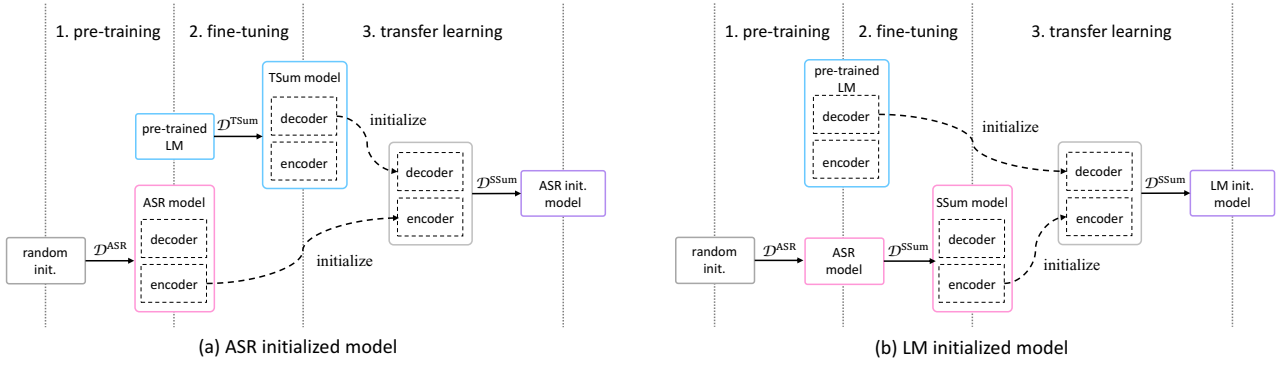 1. pre-training
2. fine-tuning
3. transfer learning
TSum model
decoder
encoder
pre-trained
LM
𝒟^TSum
initialize
decoder
encoder
𝒟^SSum
ASR init.
model
ASR model
decoder
encoder
random
init.
𝒟^ASR
initialize
(a) ASR initialized model
1. pre-training
2. fine-tuning
3. transfer learning
pre-trained
LM
decoder
encoder
initialize
decoder
encoder
𝒟^SSum
LM init.
model
SSum model
decoder
encoder
random
init.
𝒟^ASR
ASR
model
𝒟^SSum
initialize
(b) LM initialized model